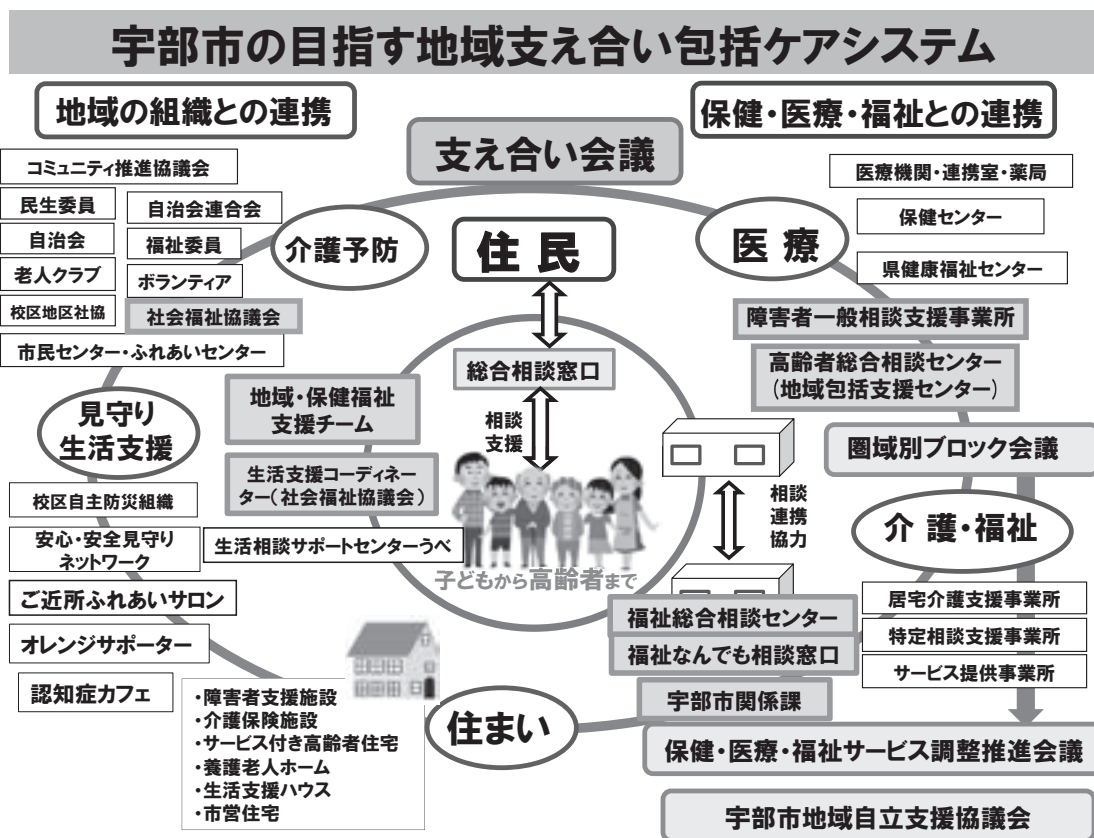 宇部市の目指す地域支え合い包括ケアシステム
地域の組織との連携
保健・医療・福祉との連携
支え合い会議
コミュニティ推進協議会
民生委員
自治会連合会
自治会
福祉委員
老人クラブ
ボランティア
校区地区社協
社会福祉協議会
市民センター・ふれあいセンター
介護予防
住民
医療
医療機関・連携室・薬局
保健センター
県健康福祉センター
障害者一般相談支援事業所
高齢者総合相談センター
(地域包括支援センター)
総合相談窓口
相談
支援
地域・保健福祉
支援チーム
生活支援コーディネー
ター(社会福祉協議会)
生活相談サポートセンターうべ
子どもから高齢者まで
見守り
生活支援
校区自主防災組織
安心・安全見守り
ネットワーク
ご近所ふれあいサロン
オレンジサポーター
認知症カフェ
相談
連携
協力
圏域別ブロック会議
介護・福祉
居宅介護支援事業所
特定相談支援事業所
サービス提供事業所
福祉総合相談センター
福祉なんでも相談窓口
宇部市関係課
住まい
・障害者支援施設
・介護保険施設
・サービス付き高齢者住宅
・養護老人ホーム
・生活支援ハウス
・市営住宅
保健・医療・福祉サービス調整推進会議
宇部市地域自立支援協議会